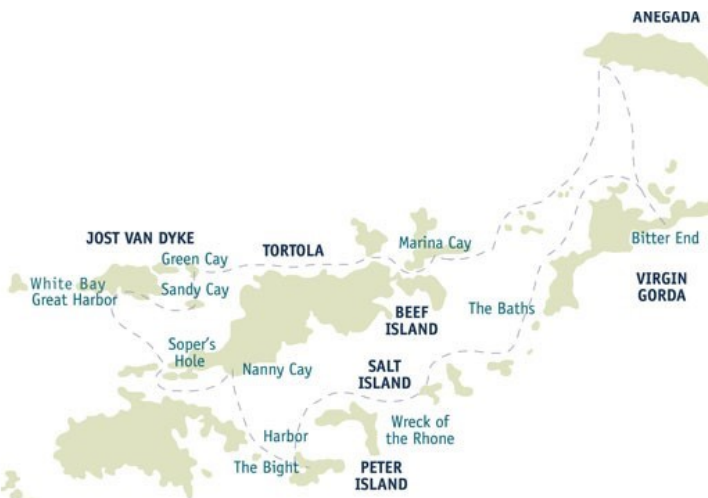 ANEGADA
JOST VAN DYKE
Green Cay
TORTOLA
Marina Cay
Bitter End
White Bay
Great Harbor
Sandy Cay
VIRGIN
GORDA
The Baths
BEEF
ISLAND
Soper's
Hole
Nanny Cay
SALT
ISLAND
Wreck of
the Rhone
Harbor
The Bight
PETER
ISLAND